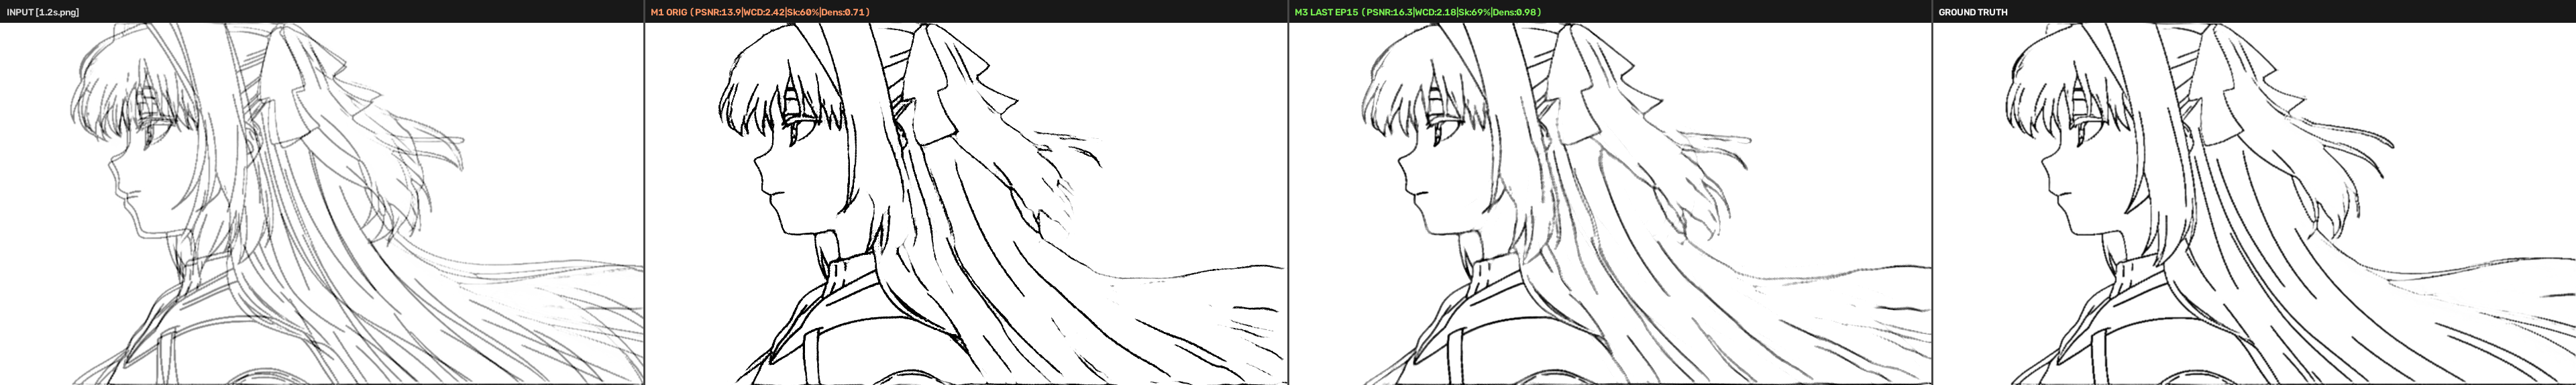 INPUT [1.2s.png]
M1 ORIG (PSNR:13.9|WCD:2.42|Sk:60%|Dens:0.71)
M3 LAST EP15 (PSNR:16.3|WCD:2.18|Sk:69%|Dens:0.98)
GROUND TRUTH